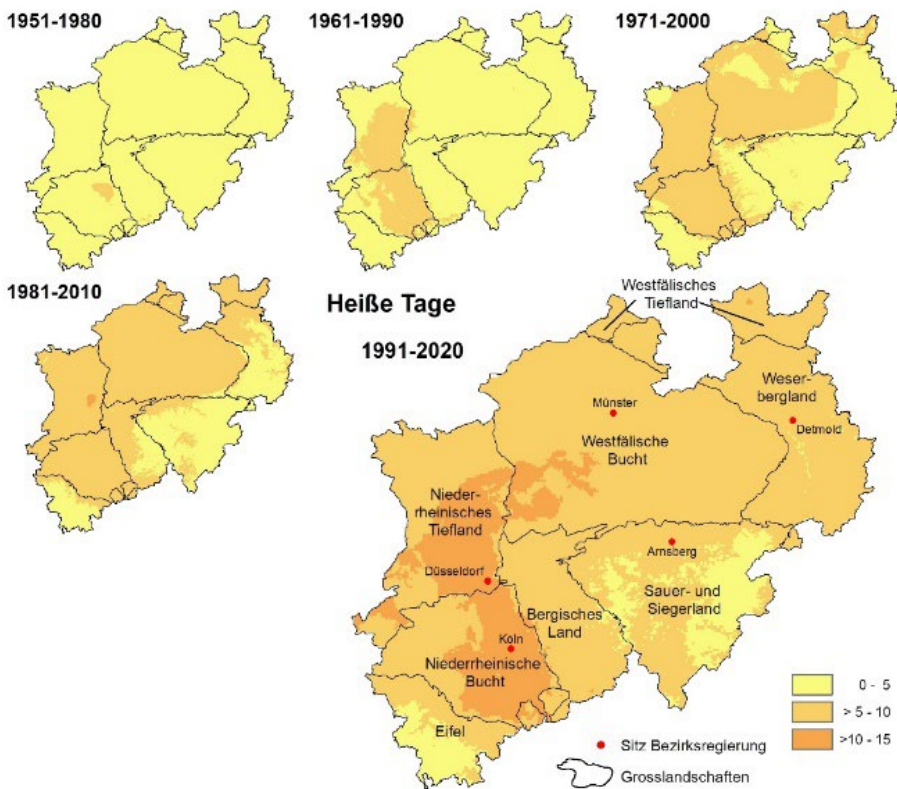 1951-1980
1961-1990
1971-2000
1981-2010
Heiße Tage
1991-2020
Westfälisches
Tiefland
Weser-
bergland
Münster
Detmold
Westfälische
Bucht
Nieder-
rheinisches
Tiefland
Arnsberg
Düsseldorf
Sauer- und
Siegerland
Bergisches
Land
Köln
Niederrheinische
Bucht
Eifel
0 - 5
> 5 - 10
>10 - 15
Sitz Bezirksregierung
Grosslandschaften